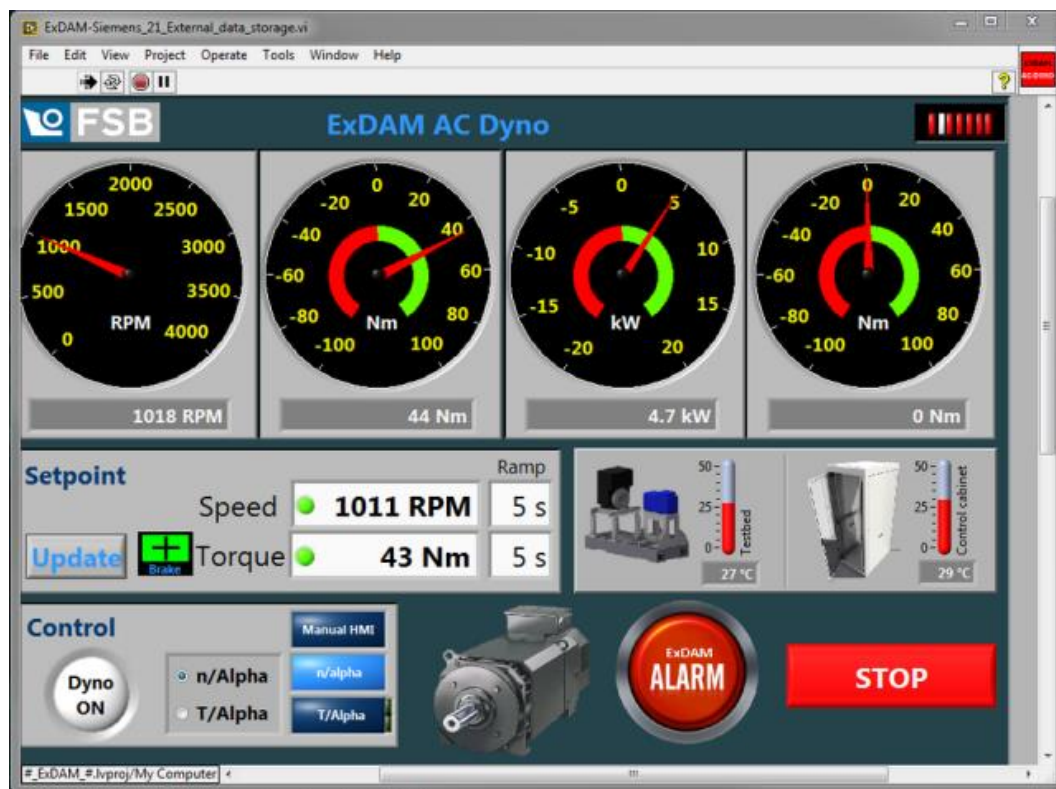 ExDAM-Siemens_21_External_data_storage.vi
File Edit View Project Operate Tools Window Help
FSB
ExDAM AC Dyno
0 500 1000 1500 2000 2500 3000 3500 4000
RPM
1018 RPM
-100 -80 -60 -40 -20 0 20 40 60 80 100
Nm
44 Nm
-20 -15 -10 -5 0 5 10 15 20
kW
4.7 kW
-100 -80 -60 -40 -20 0 20 40 60 80 100
Nm
0 Nm
Setpoint
Ramp
Speed 1011 RPM 5 s
Update Brake Torque 43 Nm 5 s
50
25
0
Testbed
27 °C
50
25
0
Control cabinet
29 °C
Control
Dyno
ON
n/Alpha
T/Alpha
Manual HMI
n/alpha
T/Alpha
ExDAM
ALARM
STOP
#_ExDAM_#.lvproj/My Computer